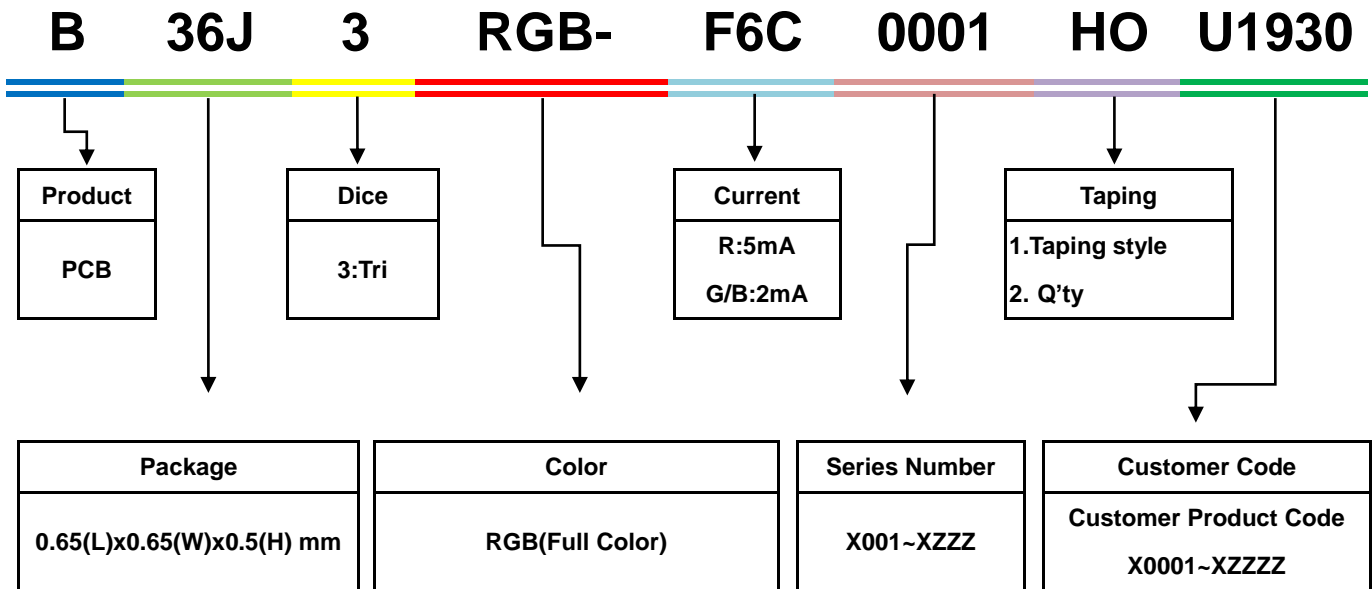 B 36J 3 RGB- F6C 0001 HO U1930
Product
PCB
Dice
3:Tri
Current
R:5mA
G/B:2mA
Taping
1.Taping style
2. Q’ty
Package
0.65(L)x0.65(W)x0.5(H) mm
Color
RGB(Full Color)
Series Number
X001~XZZZ
Customer Code
Customer Product Code
X0001~XZZZZ